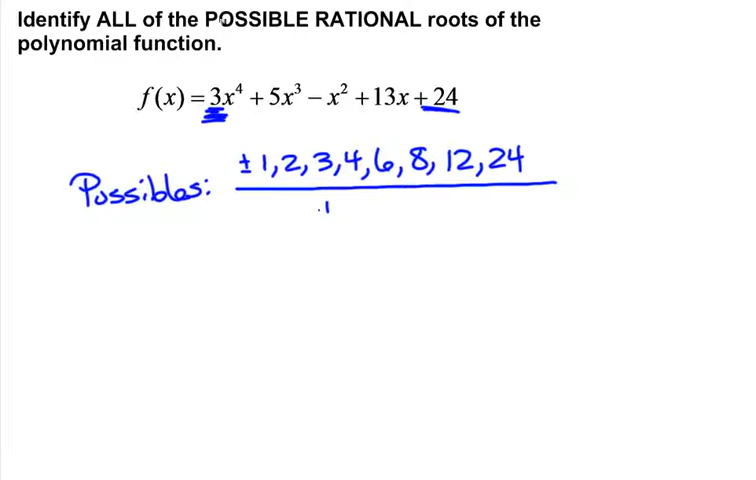 Identify ALL of the POSSIBLE RATIONAL roots of the
polynomial function.
f(x) = 3x⁴ + 5x³ − x² + 13x + 24
Possibles: ± 1, 2, 3, 4, 6, 8, 12, 24
1